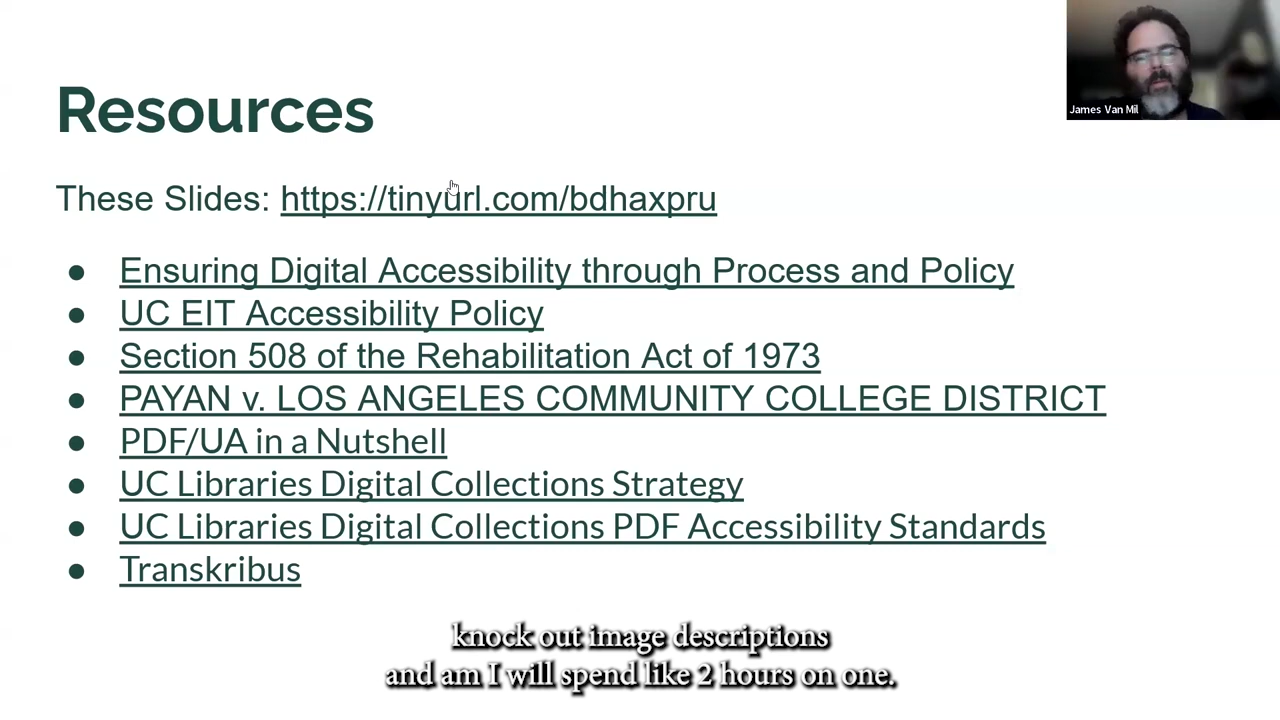 Resources
James Van Mil
These Slides: https://tinyurl.com/bdhaxpru
● Ensuring Digital Accessibility through Process and Policy
● UC EIT Accessibility Policy
● Section 508 of the Rehabilitation Act of 1973
● PAYAN v. LOS ANGELES COMMUNITY COLLEGE DISTRICT
● PDF/UA in a Nutshell
● UC Libraries Digital Collections Strategy
● UC Libraries Digital Collections PDF Accessibility Standards
● Transkribus
knock out image descriptions
and am I will spend like 2 hours on one.